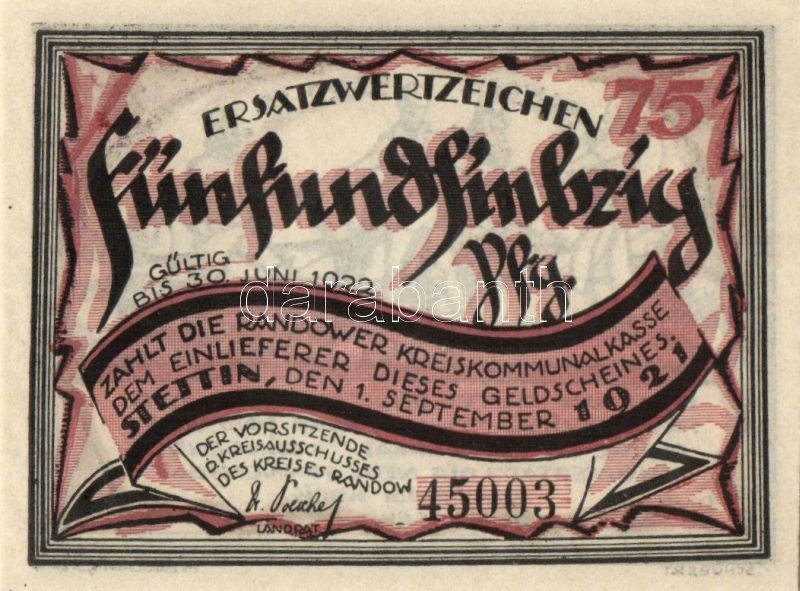 ERSATZWERTZEICHEN 75
Fünfundsiebzig
Pfg.
GÜLTIG
BIS 30. JUNI 1922
darabanth
ZAHLT DIE RANDOWER KREISKOMMUNALKASSE
DEM EINLIEFERER DIESES GELDSCHEINES.
STETTIN, DEN 1. SEPTEMBER 1921
DER VORSITZENDE
D. KREISAUSSCHUSSES
DES KREISES RANDOW
LANDRAT
45003